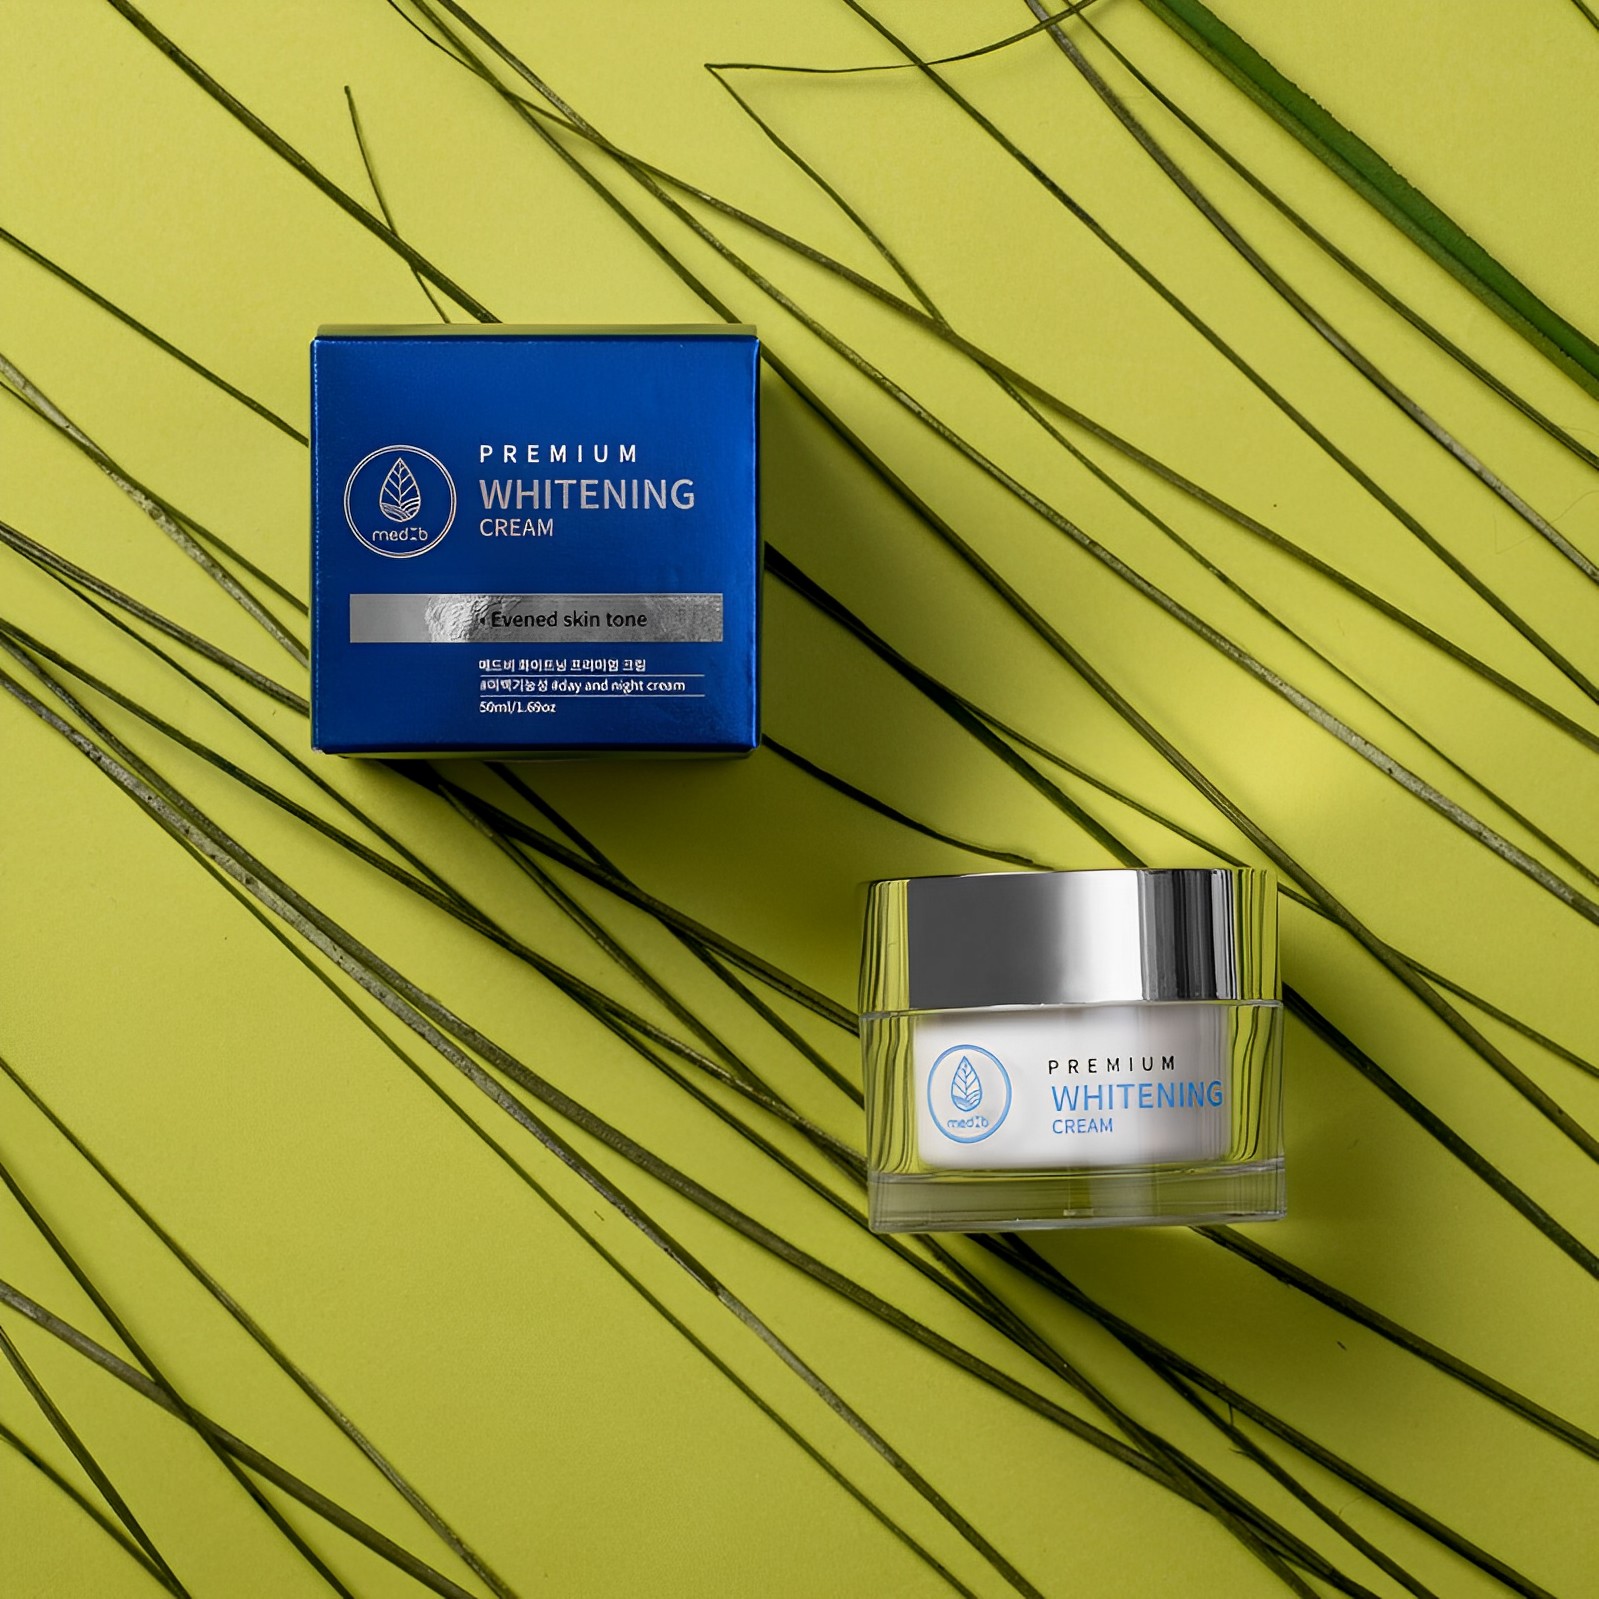 PREMIUM
WHITENING
CREAM
medib
• Evened skin tone
메드비 화이트닝 프리미엄 크림
#미백기능성 #day and night cream
50ml/1.69oz
PREMIUM
WHITENING
CREAM
medib